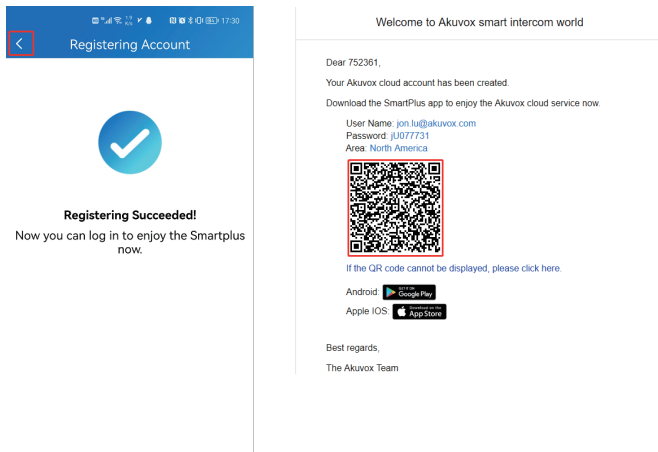 17:30
Registering Account
Registering Succeeded!
Now you can log in to enjoy the Smartplus
now.
Welcome to Akuvox smart intercom world
Dear 752361,
Your Akuvox cloud account has been created.
Download the SmartPlus app to enjoy the Akuvox cloud service now.
User Name: jon.lu@akuvox.com
Password: jU077731
Area: North America
If the QR code cannot be displayed, please click here.
Android: GET IT ON Google Play
Apple IOS: Download on the App Store
Best regards,
The Akuvox Team